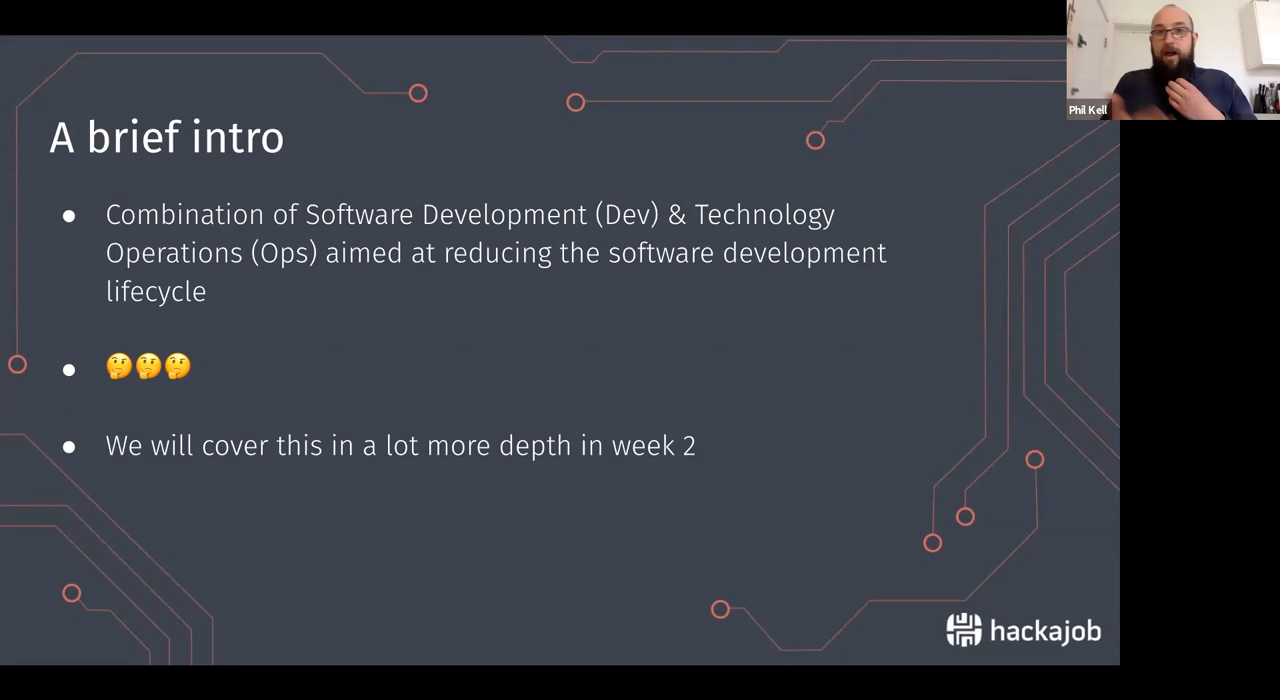 Phil Kell
A brief intro
Combination of Software Development (Dev) & Technology
Operations (Ops) aimed at reducing the software development
lifecycle
🤔🤔🤔
We will cover this in a lot more depth in week 2
hackajob